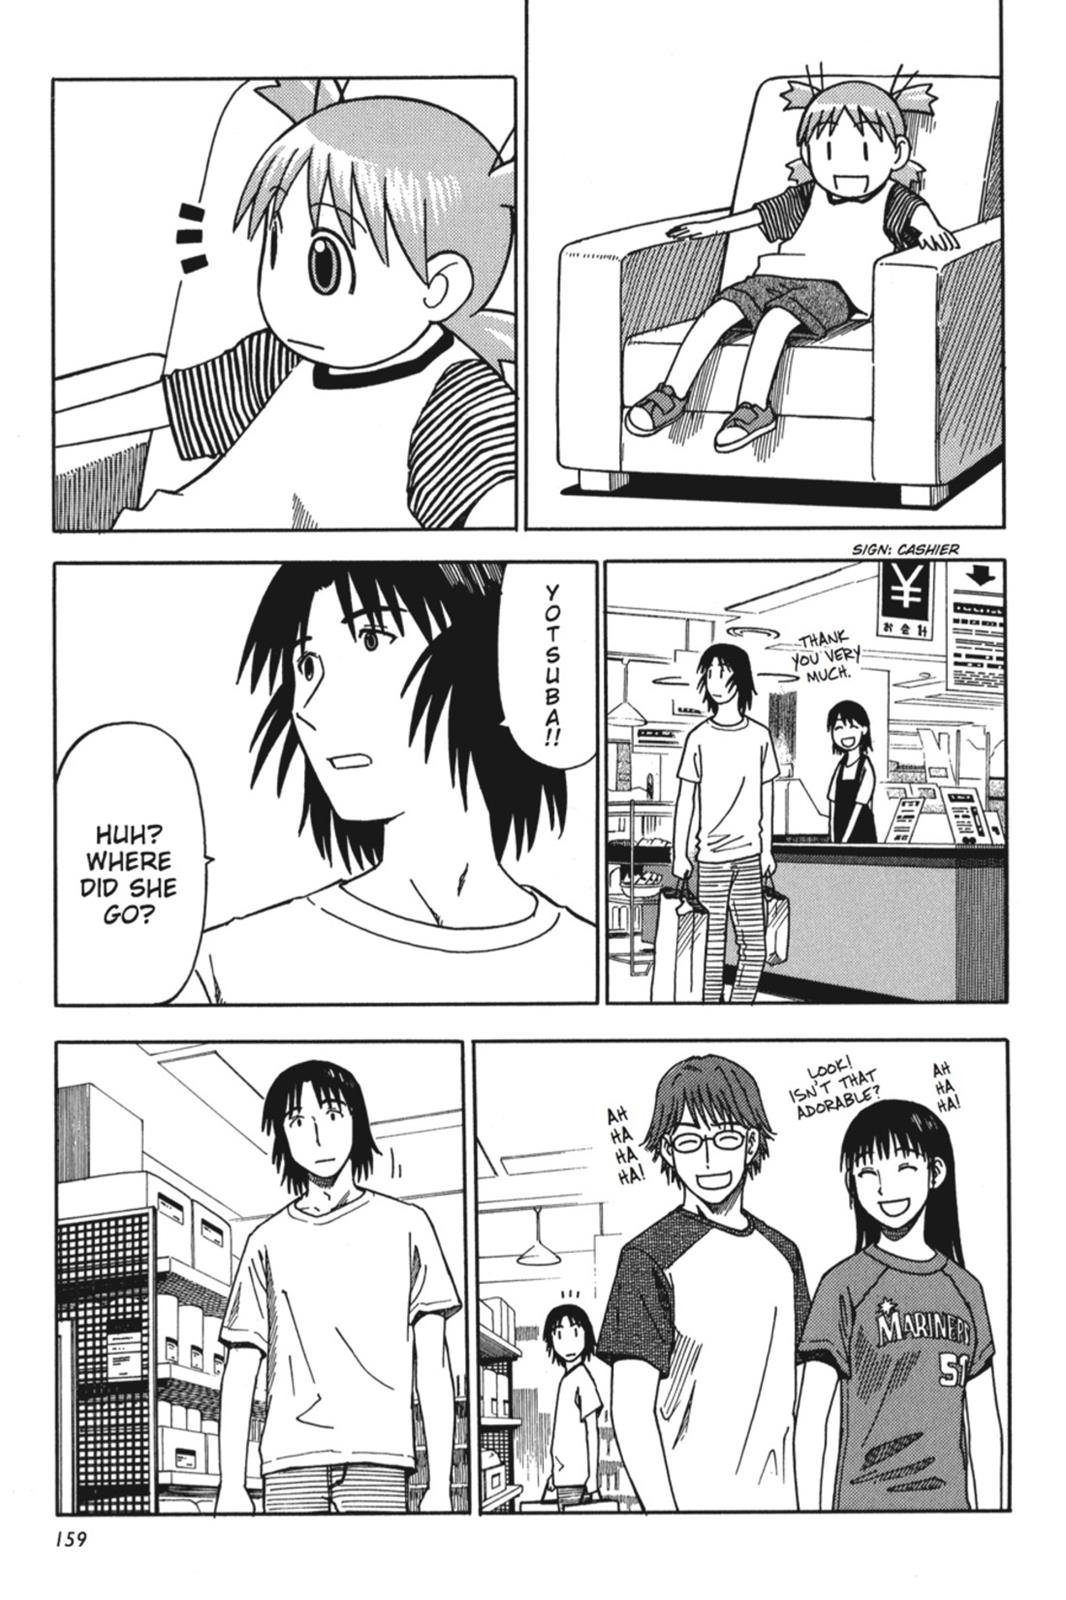 SIGN: CASHIER
¥
お会計
THANK
YOU VERY
MUCH.
YOTSUBA!!
HUH?
WHERE
DID SHE
GO?
LOOK!
ISN'T THAT
ADORABLE?
AH
HA
HA!
AH
HA
HA
HA!
MARINERS
51
159